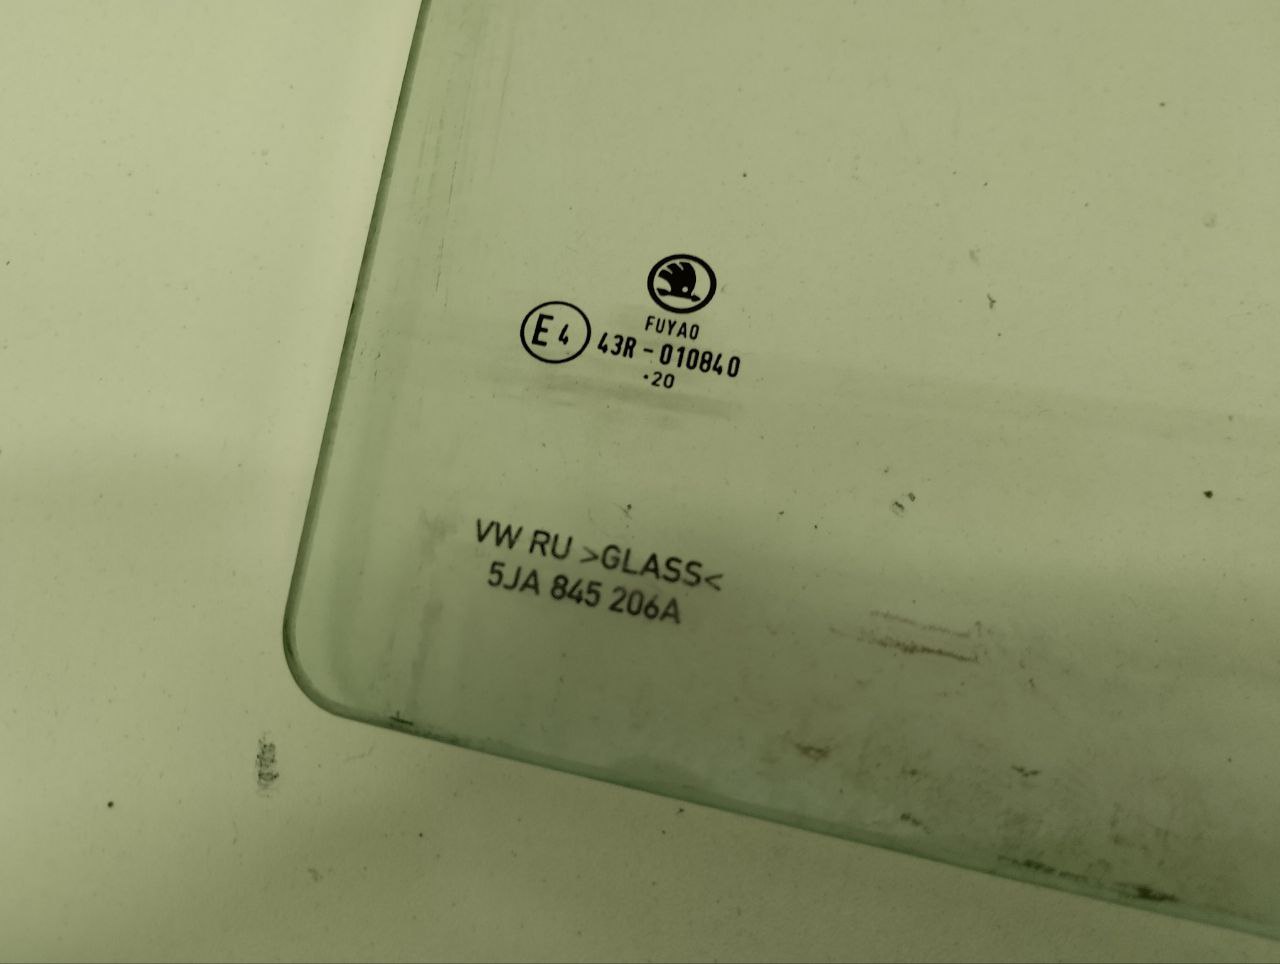 FUYAO
E4 43R - 010840
·20
VW RU >GLASS<
5JA 845 206A